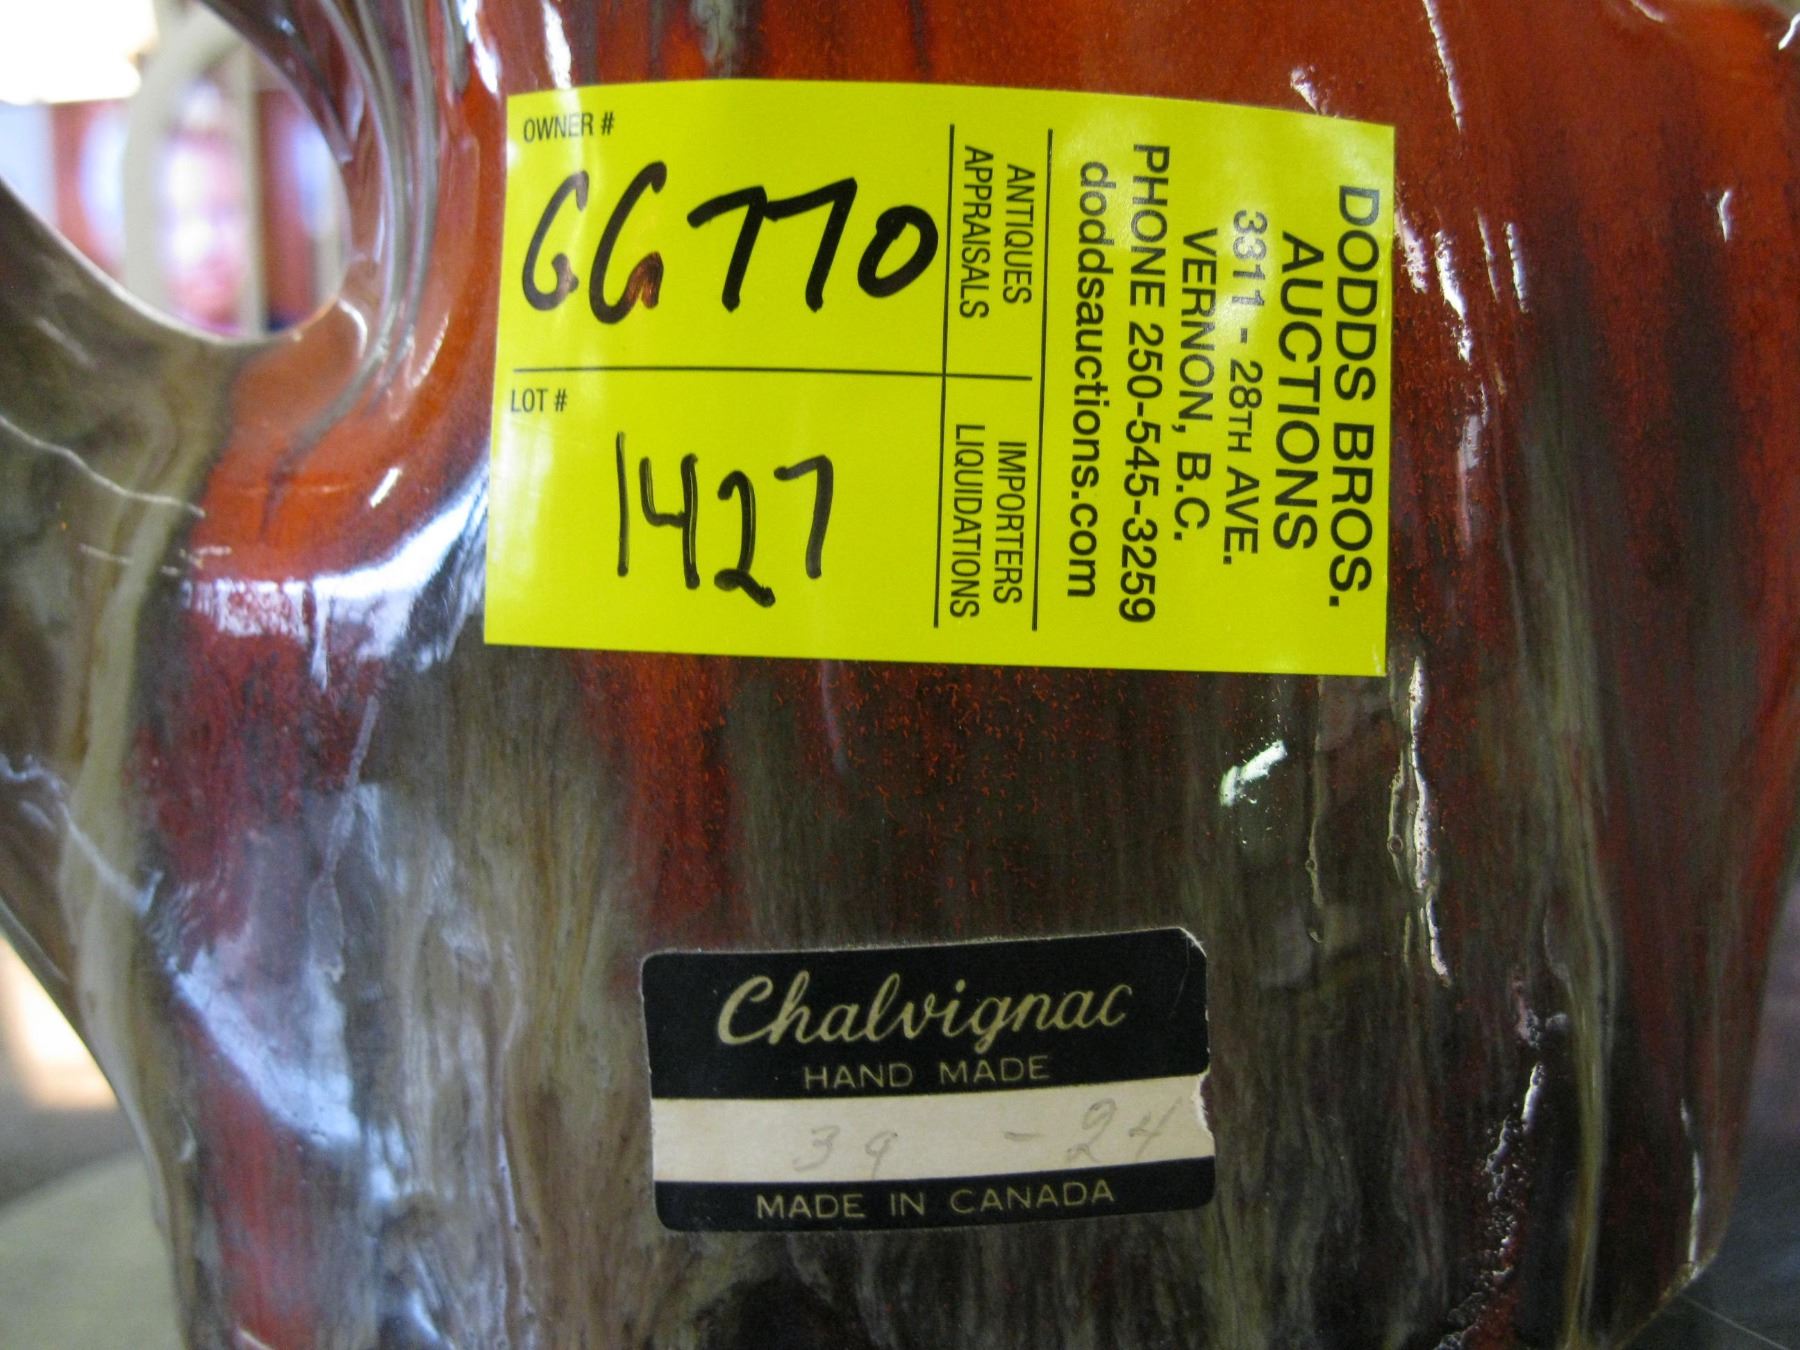 OWNER #
GG770
LOT #
1427
ANTIQUES
APPRAISALS
IMPORTERS
LIQUIDATIONS
DODDS BROS.
AUCTIONS
3311 - 28TH AVE.
VERNON, B.C.
PHONE 250-545-3259
doddsauctions.com
Chalvignac
HAND MADE
39 - 24
MADE IN CANADA